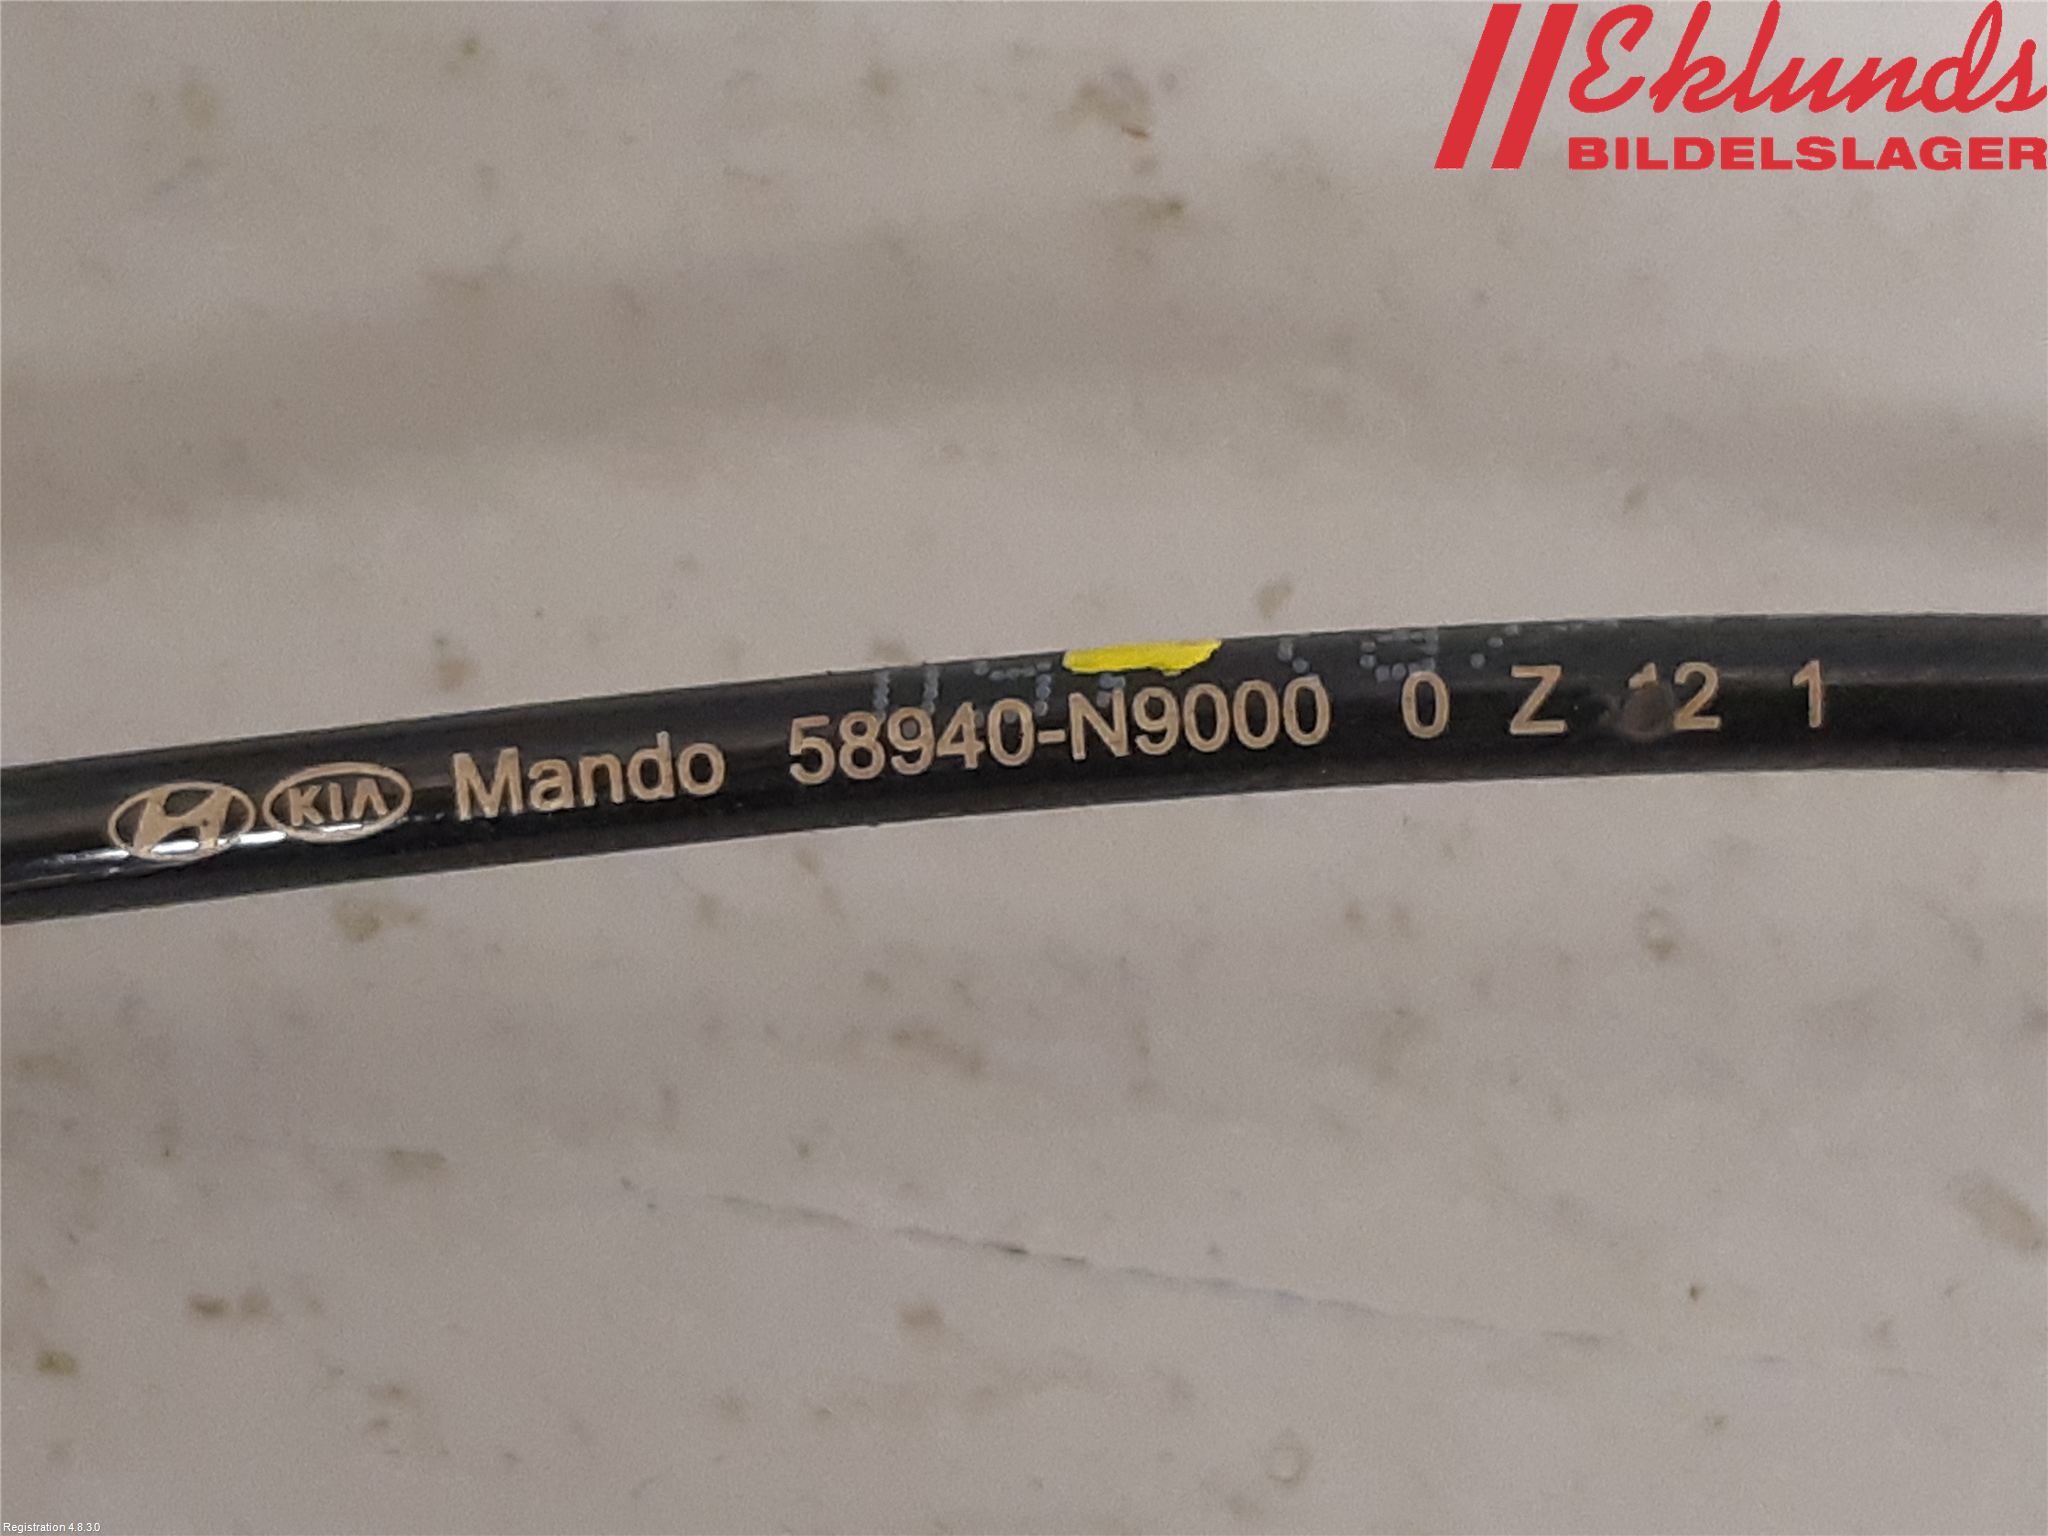 Eklunds
BILDELSLAGER
KIA Mando 58940-N9000 0 Z 12 1
Registration 4.8.3.0